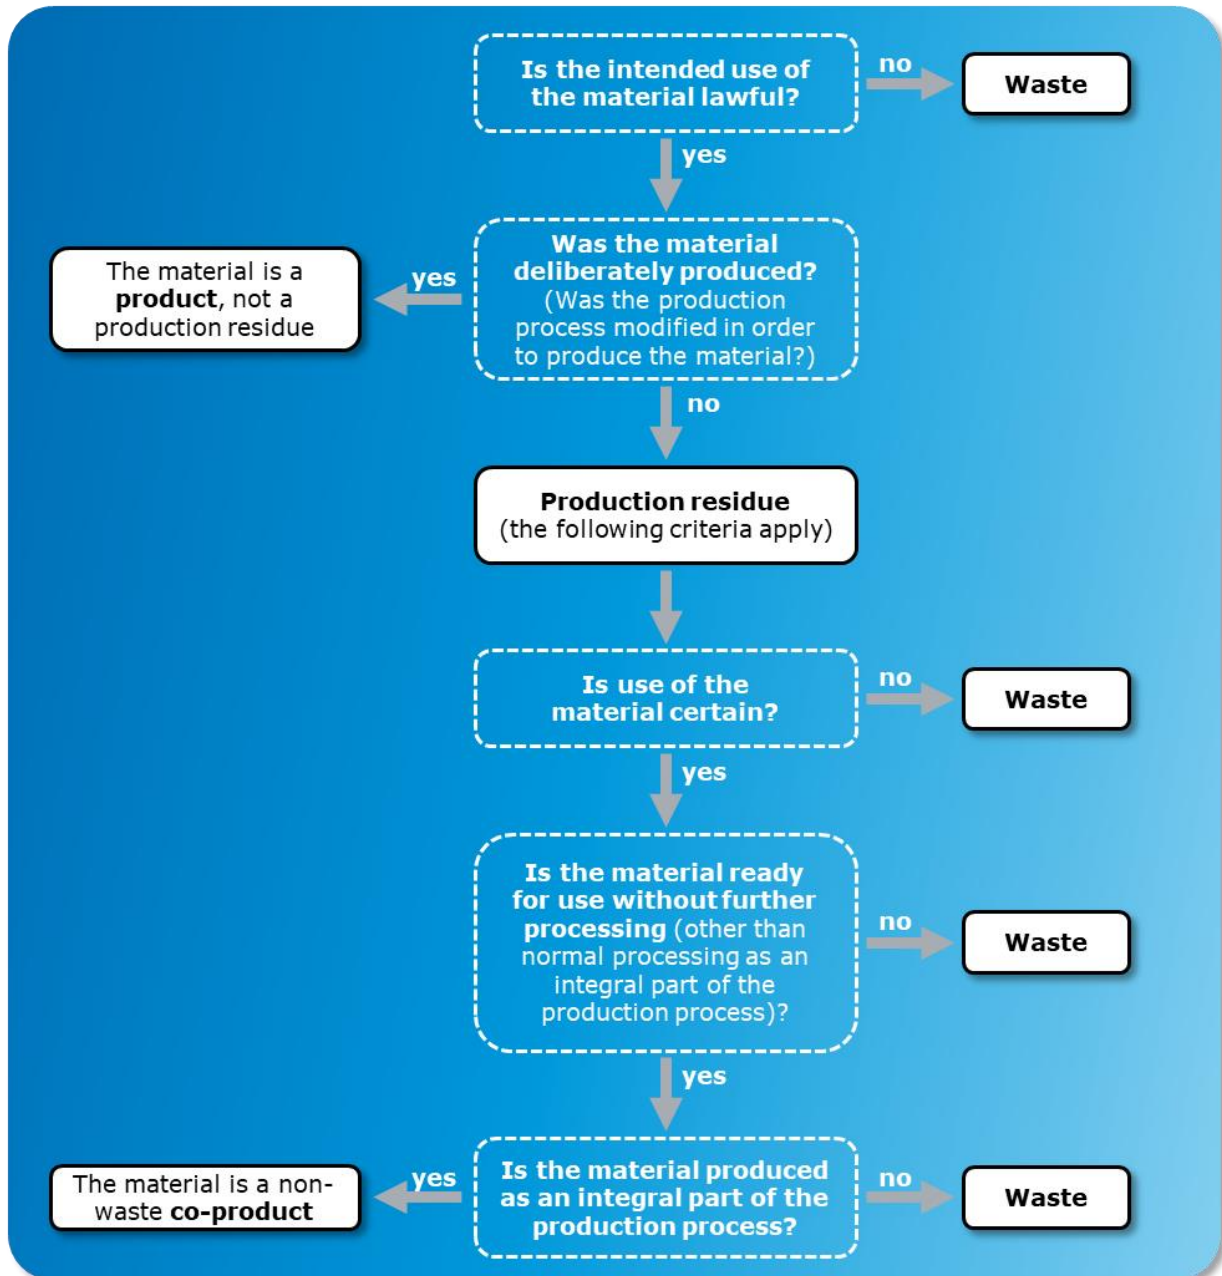 Is the intended use of
the material lawful?
no
Waste
yes
Was the material
deliberately produced?
(Was the production
process modified in order
to produce the material?)
yes
The material is a
product, not a
production residue
no
Production residue
(the following criteria apply)
Is use of the
material certain?
no
Waste
yes
Is the material ready
for use without further
processing (other than
normal processing as an
integral part of the
production process)?
no
Waste
yes
Is the material produced
as an integral part of the
production process?
yes
The material is a non-
waste co-product
no
Waste